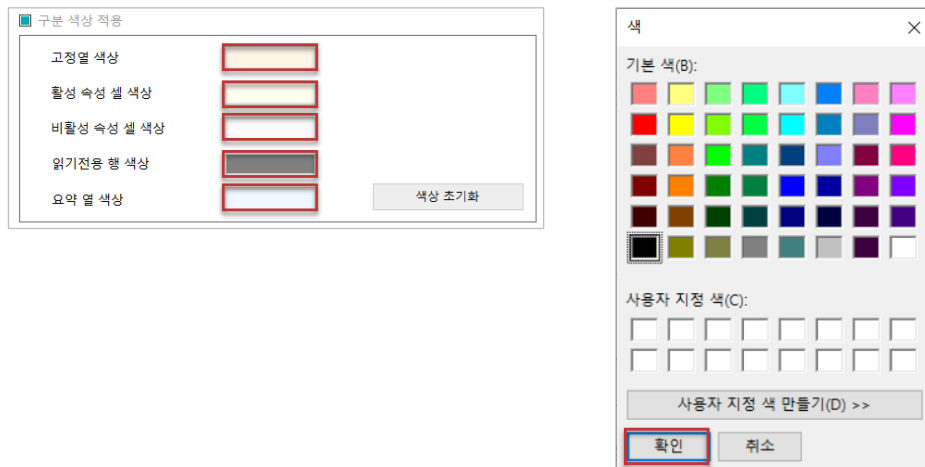 구분 색상 적용
고정열 색상
활성 속성 셀 색상
비활성 속성 셀 색상
읽기전용 행 색상
요약 열 색상
색상 초기화
색
기본 색(B):
사용자 지정 색(C):
사용자 지정 색 만들기(D) >>
확인
취소